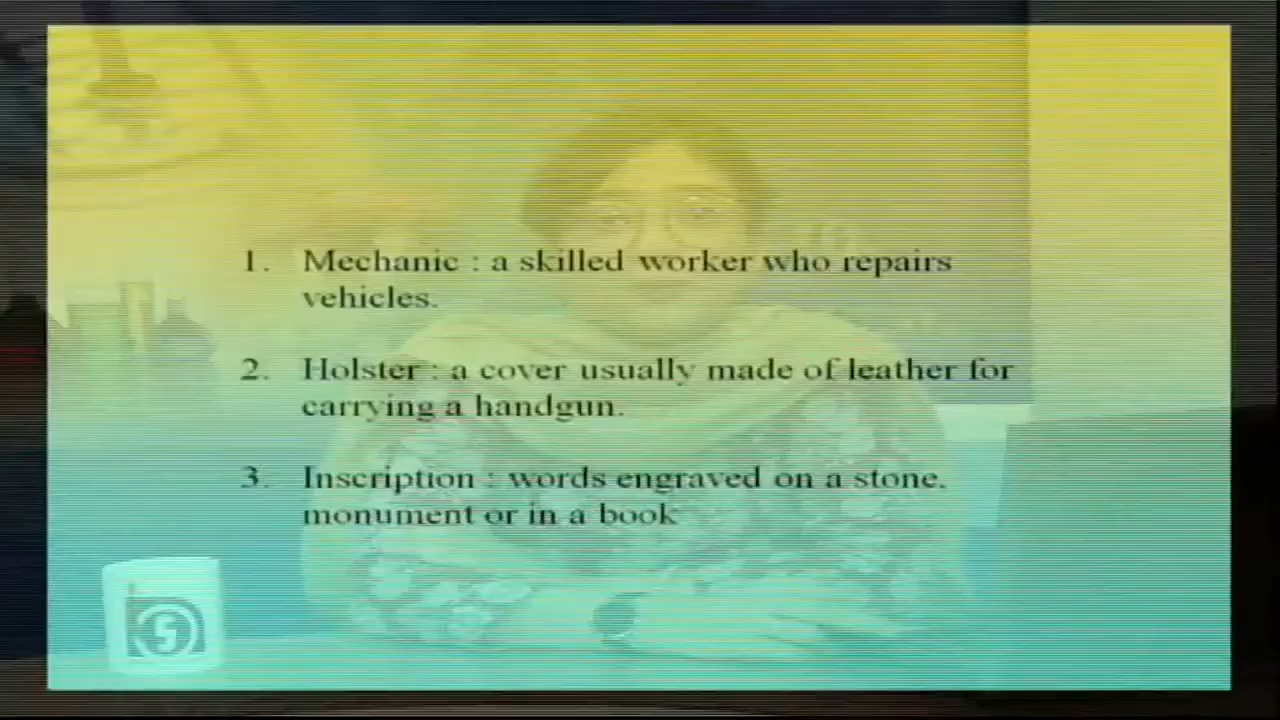 1. Mechanic : a skilled worker who repairs
vehicles.
2. Holster : a cover usually made of leather for
carrying a handgun.
3. Inscription : words engraved on a stone,
monument or in a book